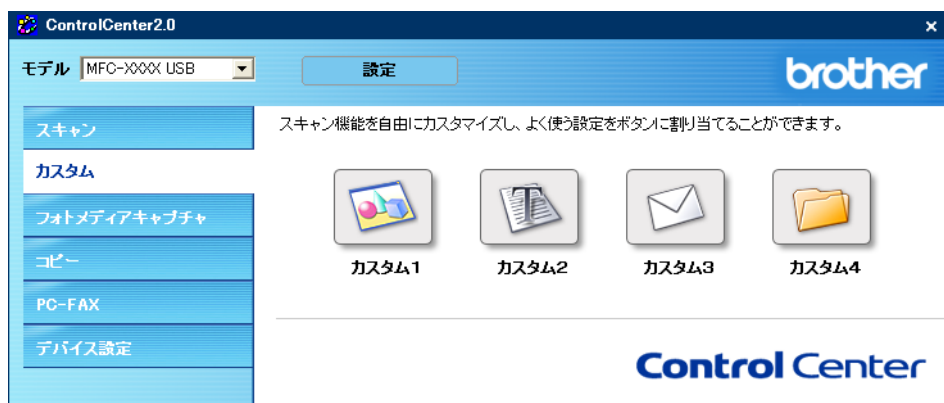 ControlCenter2.0
モデル MFC-XXXX USB 設定 brother
スキャン
カスタム
フォトメディアキャプチャ
コピー
PC-FAX
デバイス設定
スキャン機能を自由にカスタマイズし、よく使う設定をボタンに割り当てることができます。
カスタム1 カスタム2 カスタム3 カスタム4
Control Center